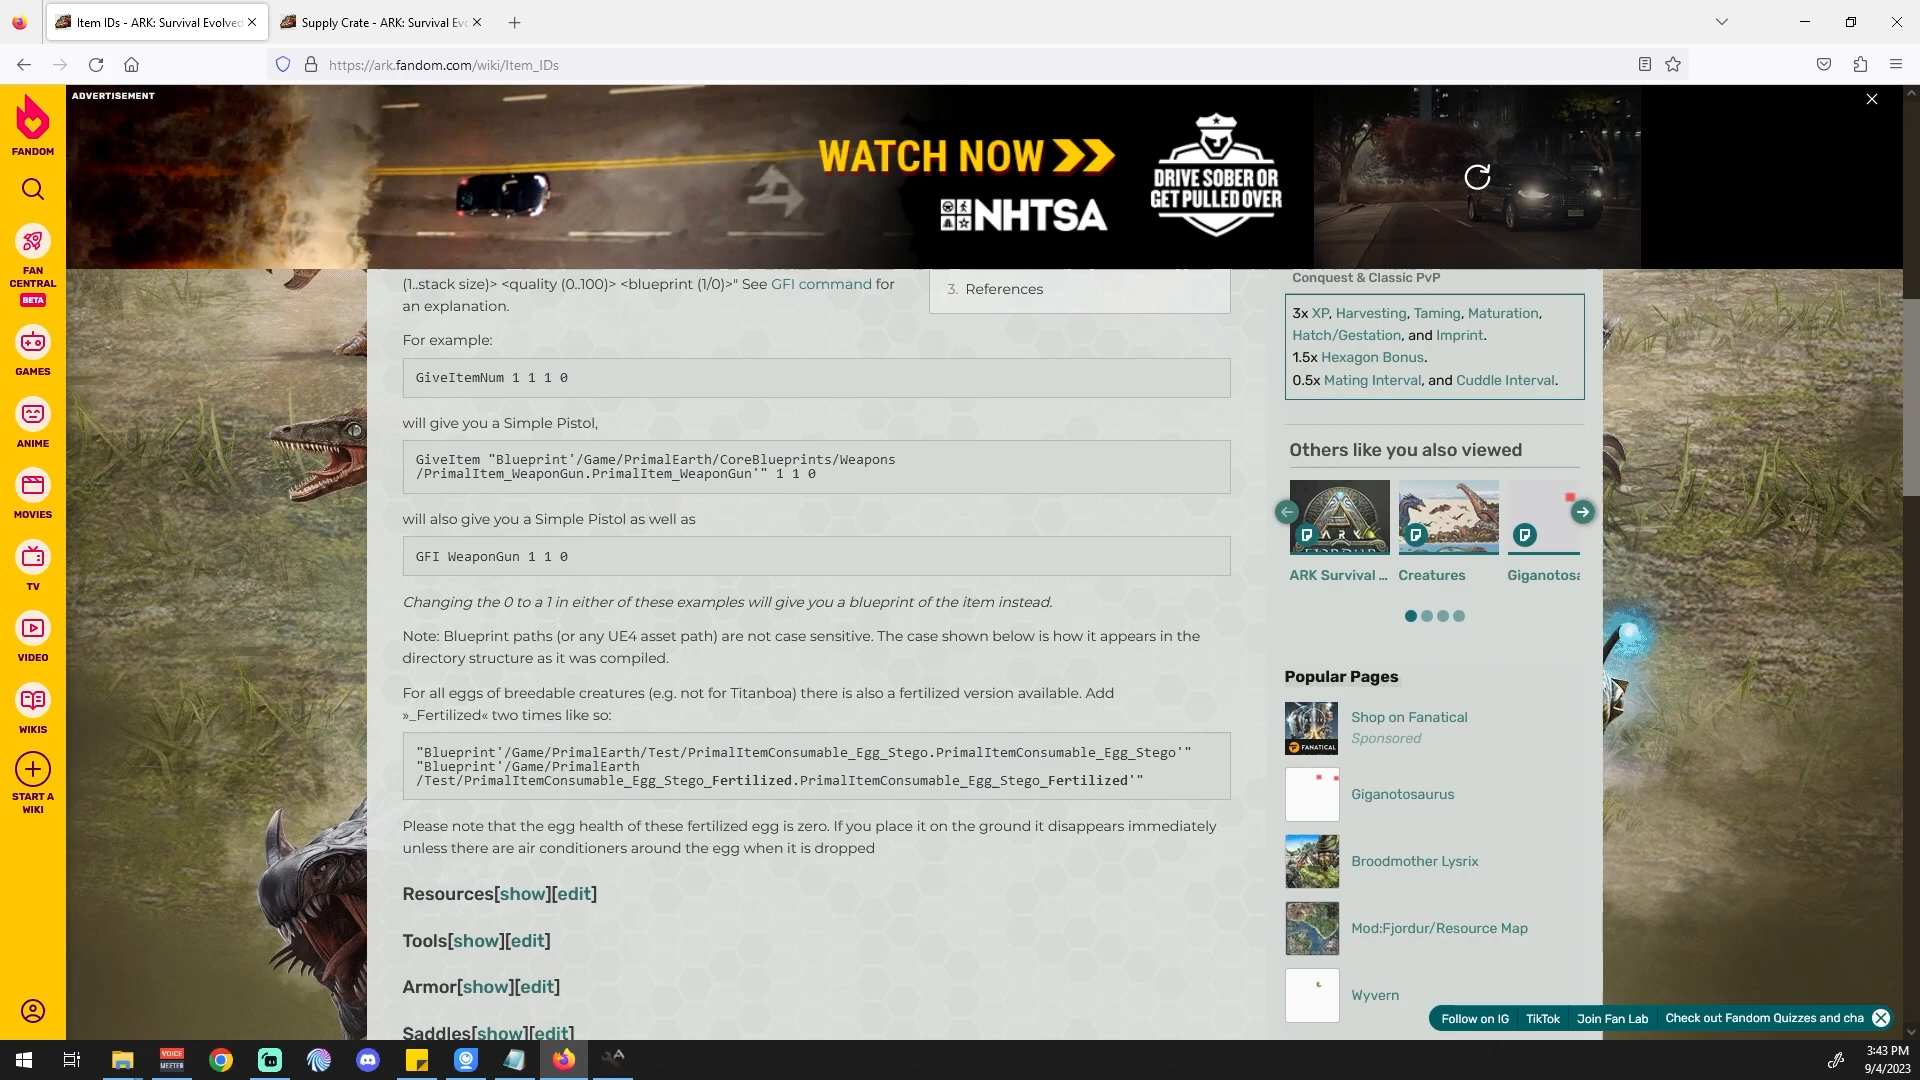 Item IDs - ARK: Survival Evolved
Supply Crate - ARK: Survival Evo
https://ark.fandom.com/wiki/Item_IDs
ADVERTISEMENT
WATCH NOW
NHTSA
DRIVE SOBER OR
GET PULLED OVER
FANDOM
FAN
CENTRAL
BETA
GAMES
ANIME
MOVIES
TV
VIDEO
WIKIS
START A
WIKI
(1..stack size)> <quality (0..100)> <blueprint (1/0)>" See GFI command for
an explanation.
3. References
For example:
GiveItemNum 1 1 1 0
will give you a Simple Pistol,
GiveItem "Blueprint'/Game/PrimalEarth/CoreBlueprints/Weapons
/PrimalItem_WeaponGun.PrimalItem_WeaponGun'" 1 1 0
will also give you a Simple Pistol as well as
GFI WeaponGun 1 1 0
Changing the 0 to a 1 in either of these examples will give you a blueprint of the item instead.
Note: Blueprint paths (or any UE4 asset path) are not case sensitive. The case shown below is how it appears in the
directory structure as it was compiled.
For all eggs of breedable creatures (e.g. not for Titanboa) there is also a fertilized version available. Add
»_Fertilized« two times like so:
"Blueprint'/Game/PrimalEarth/Test/PrimalItemConsumable_Egg_Stego.PrimalItemConsumable_Egg_Stego'"
"Blueprint'/Game/PrimalEarth
/Test/PrimalItemConsumable_Egg_Stego_Fertilized.PrimalItemConsumable_Egg_Stego_Fertilized'"
Please note that the egg health of these fertilized egg is zero. If you place it on the ground it disappears immediately
unless there are air conditioners around the egg when it is dropped
Resources[show][edit]
Tools[show][edit]
Armor[show][edit]
Saddles[show][edit]
Conquest & Classic PvP
3x XP, Harvesting, Taming, Maturation,
Hatch/Gestation, and Imprint.
1.5x Hexagon Bonus.
0.5x Mating Interval, and Cuddle Interval.
Others like you also viewed
ARK
ARK Survival ...
Creatures
Giganotosa
Popular Pages
FANATICAL
Shop on Fanatical
Sponsored
Giganotosaurus
Broodmother Lysrix
Mod:Fjordur/Resource Map
Wyvern
Follow on IG
TikTok
Join Fan Lab
Check out Fandom Quizzes and cha
VOICE
MEETER
3:43 PM
9/4/2023